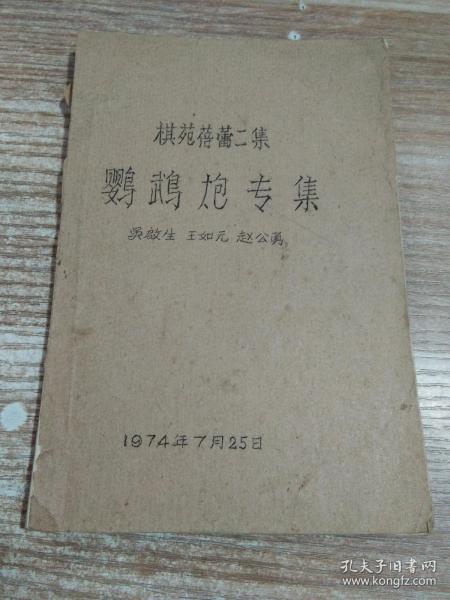 棋苑蓓蕾二集
鹦鹉炮专集
吴啟生 王如元 赵公勇
1974年7月25日
孔夫子旧书网
www.kongfz.com